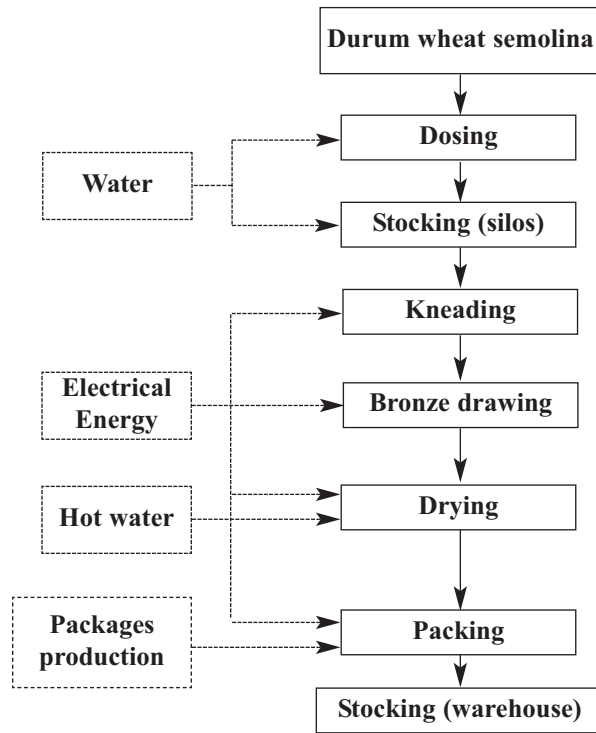 Durum wheat semolina
Dosing
Water
Stocking (silos)
Kneading
Electrical
Energy
Bronze drawing
Hot water
Drying
Packages
production
Packing
Stocking (warehouse)